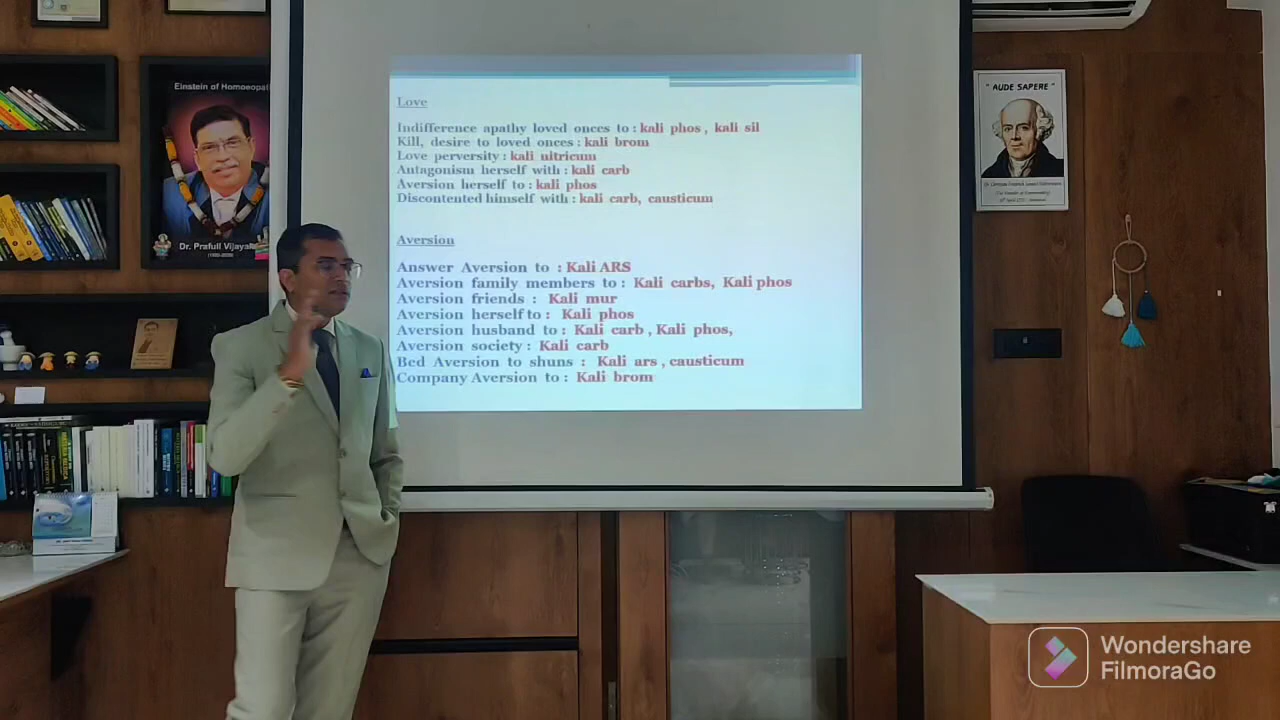 Einstein of Homoeopat
Dr. Prafull Vijayak
Love
Indifference apathy loved onces to : kali phos , kali sil
Kill, desire to loved onces : kali brom
Love perversity : kali nitricum
Antagonism herself with : kali carb
Aversion herself to : kali phos
Discontented himself with : kali carb, causticum
Aversion
Answer Aversion to : Kali ARS
Aversion family members to : Kali carbs, Kali phos
Aversion friends : Kali mur
Aversion herself to : Kali phos
Aversion husband to : Kali carb , Kali phos,
Aversion society : Kali carb
Bed Aversion to shuns : Kali ars , causticum
Company Aversion to : Kali brom
" AUDE SAPERE "
Wondershare
FilmoraGo